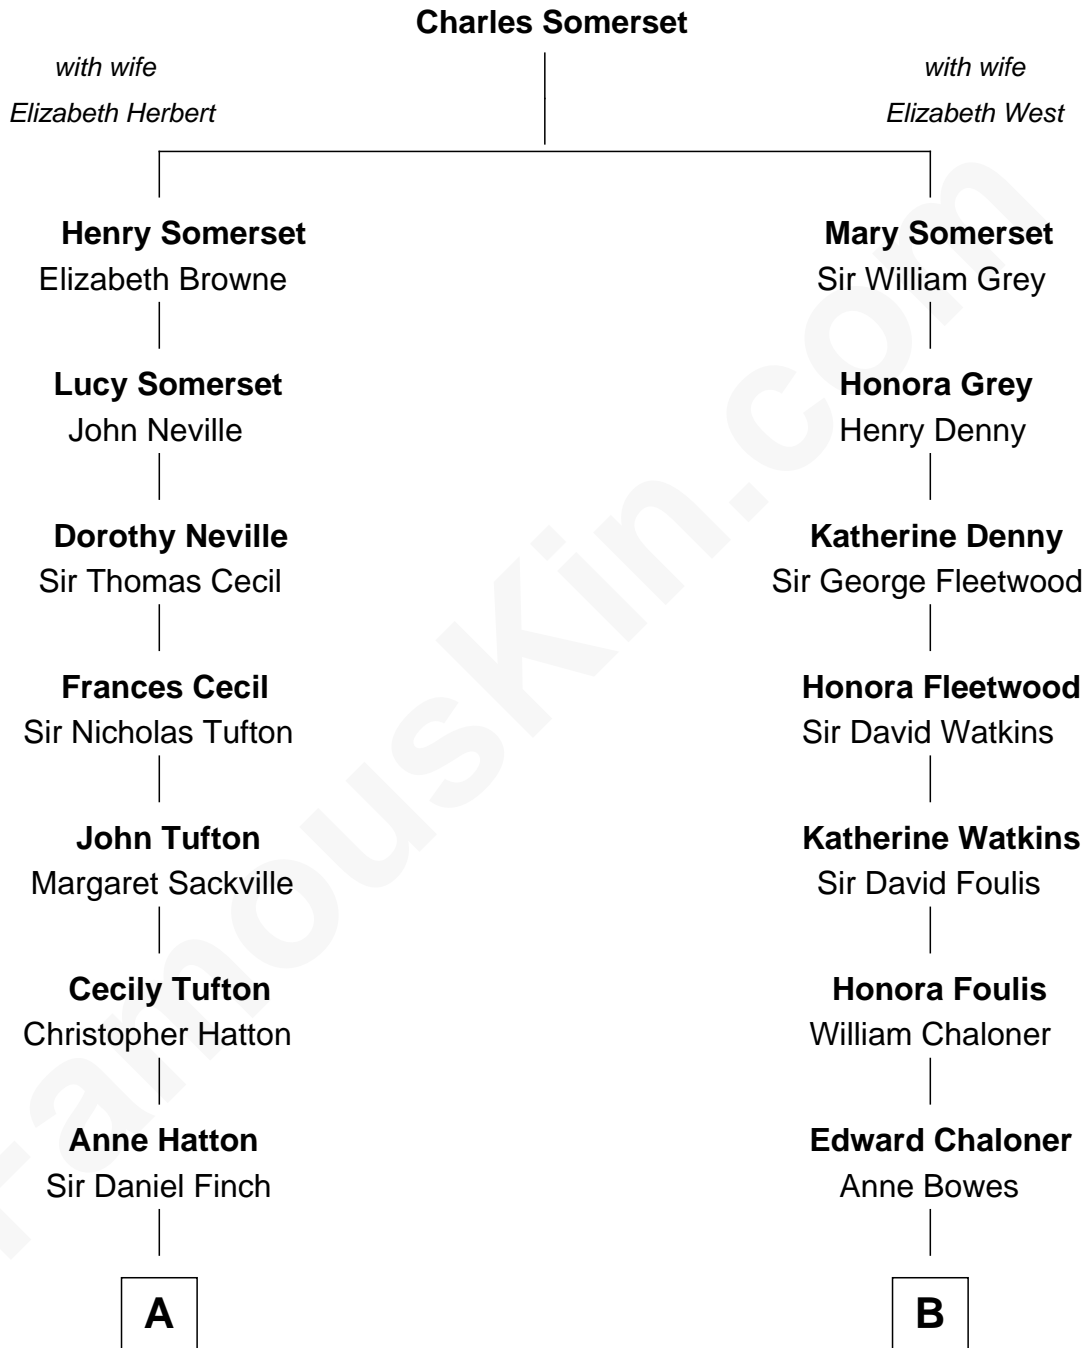 Charles Somerset
with wife
Elizabeth Herbert
with wife
Elizabeth West
Henry Somerset
Elizabeth Browne
Mary Somerset
Sir William Grey
Lucy Somerset
John Neville
Honora Grey
Henry Denny
Dorothy Neville
Sir Thomas Cecil
Katherine Denny
Sir George Fleetwood
Frances Cecil
Sir Nicholas Tufton
Honora Fleetwood
Sir David Watkins
John Tufton
Margaret Sackville
Katherine Watkins
Sir David Foulis
Cecily Tufton
Christopher Hatton
Honora Foulis
William Chaloner
Anne Hatton
Sir Daniel Finch
Edward Chaloner
Anne Bowes
A
B
FamousKin.com